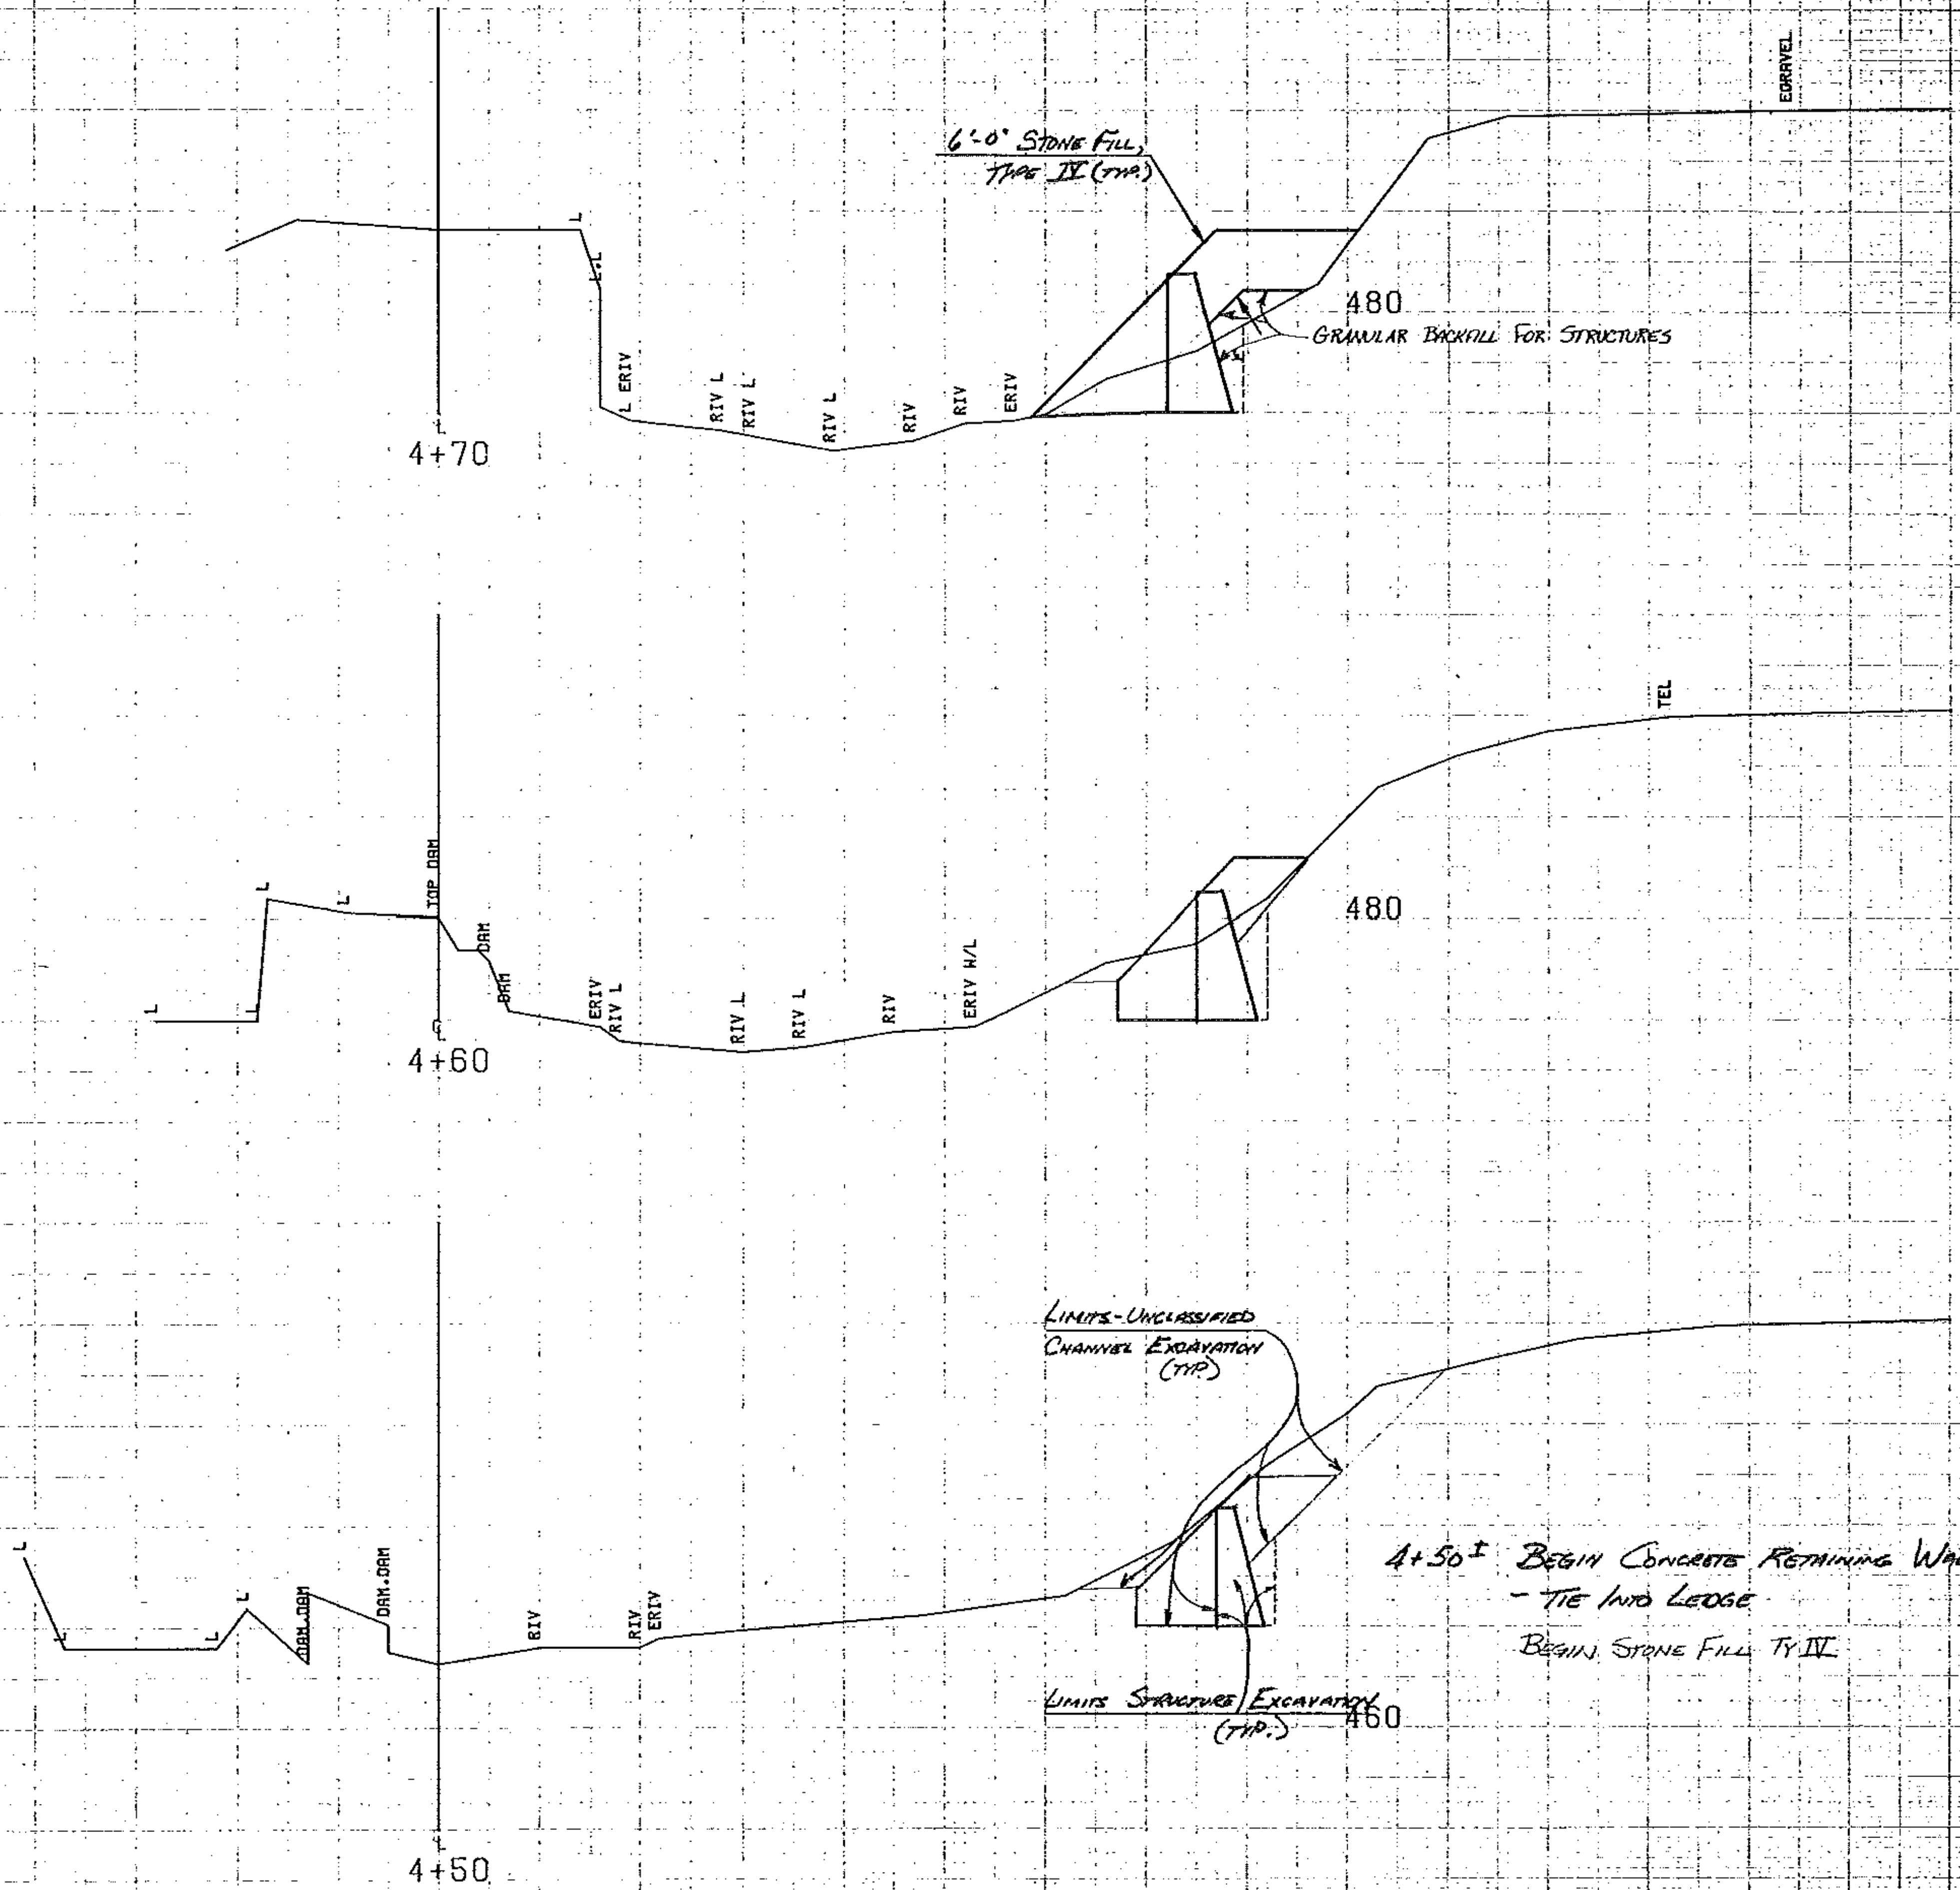 EGRAVEL
6'-0" STONE FILL,
TYPE IV (TYP.)
L
L.L
480
GRANULAR BACKFILL FOR STRUCTURES
L ERIV
RIV L
RIV L
RIV L
RIV
RIV
ERIV
4+70
TEL
TOP DAM
L
L
480
DAM
DAM
L
L
ERIV
RIV L
RIV L
RIV L
RIV
ERIV W/L
4+60
LIMITS-UNCLASSIFIED
CHANNEL EXCAVATION
(TYP.)
L
L
L
L
DAM.DAM
DAM.DAM
RIV
RIV
ERIV
4+50± BEGIN CONCRETE RETAINING
- TIE INTO LEDGE
BEGIN STONE FILL TY IV
LIMITS STRUCTURE EXCAVATION
(TYP.)
460
4+50